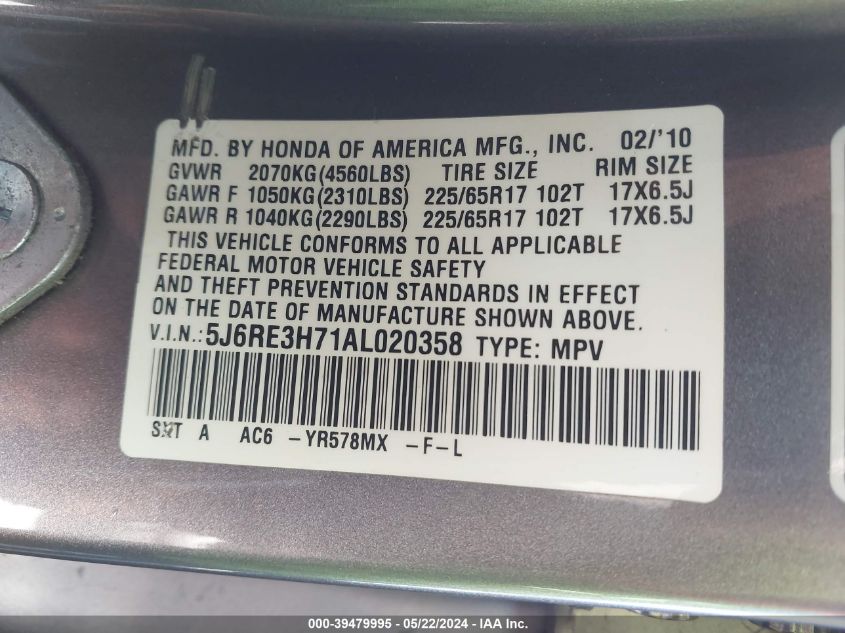 MFD. BY HONDA OF AMERICA MFG., INC. 02/'10
GVWR 2070KG(4560LBS) TIRE SIZE RIM SIZE
GAWR F 1050KG(2310LBS) 225/65R17 102T 17X6.5J
GAWR R 1040KG(2290LBS) 225/65R17 102T 17X6.5J
THIS VEHICLE CONFORMS TO ALL APPLICABLE
FEDERAL MOTOR VEHICLE SAFETY
AND THEFT PREVENTION STANDARDS IN EFFECT
ON THE DATE OF MANUFACTURE SHOWN ABOVE.
V.I.N.: 5J6RE3H71AL020358 TYPE: MPV
A AC6 -YR578MX -F-L
000-39479995 - 05/22/2024 - IAA Inc.